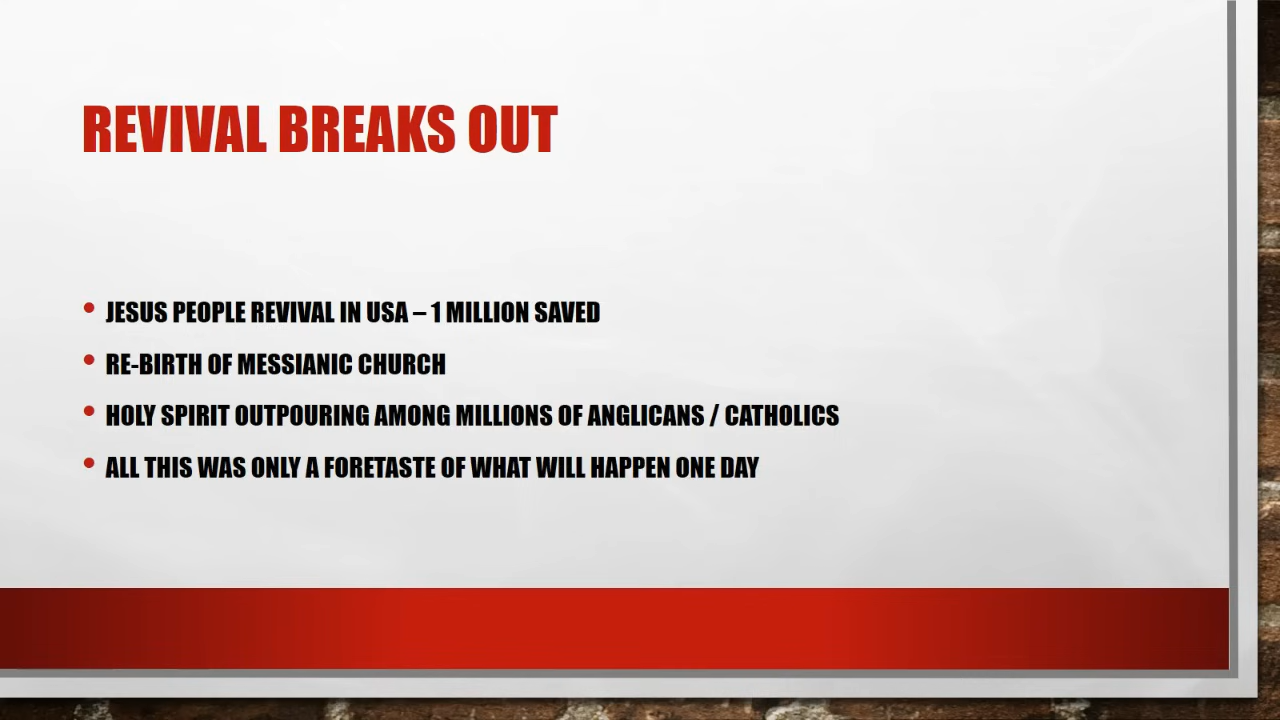 REVIVAL BREAKS OUT
• JESUS PEOPLE REVIVAL IN USA – 1 MILLION SAVED
• RE-BIRTH OF MESSIANIC CHURCH
• HOLY SPIRIT OUTPOURING AMONG MILLIONS OF ANGLICANS / CATHOLICS
• ALL THIS WAS ONLY A FORETASTE OF WHAT WILL HAPPEN ONE DAY